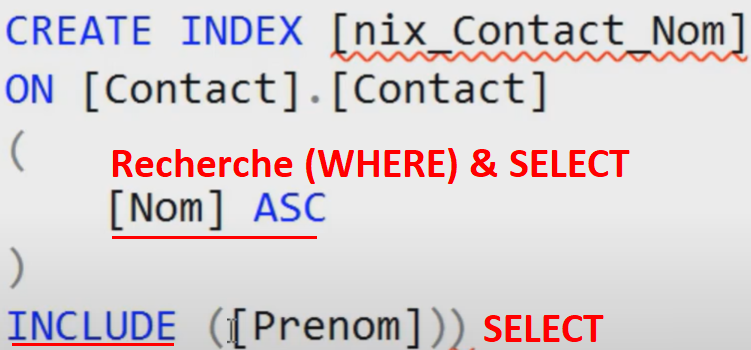 CREATE INDEX [nix_Contact_Nom]
ON [Contact].[Contact]
(
Recherche (WHERE) & SELECT
[Nom] ASC
)
INCLUDE ([Prenom])) SELECT